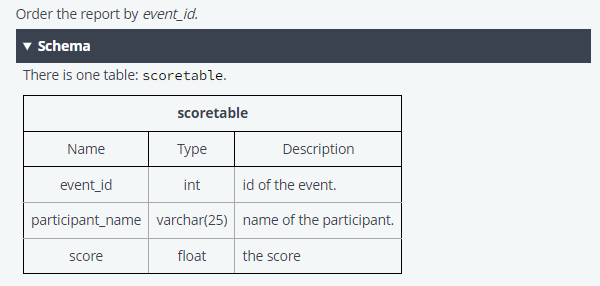 Order the report by event_id.
▼ Schema
There is one table: scoretable.
scoretable
Name Type Description
event_id int id of the event.
participant_name varchar(25) name of the participant.
score float the score